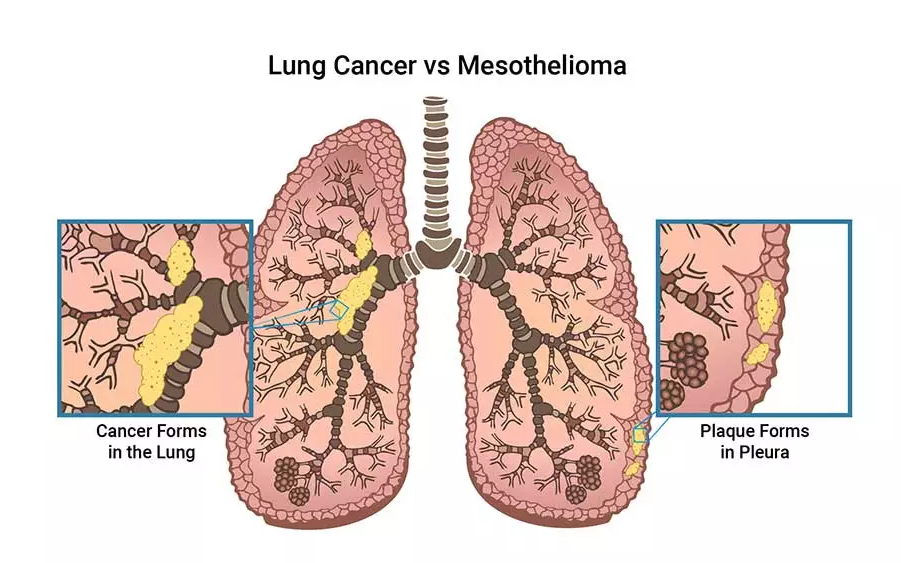 Lung Cancer vs Mesothelioma
Cancer Forms
in the Lung
Plaque Forms
in Pleura